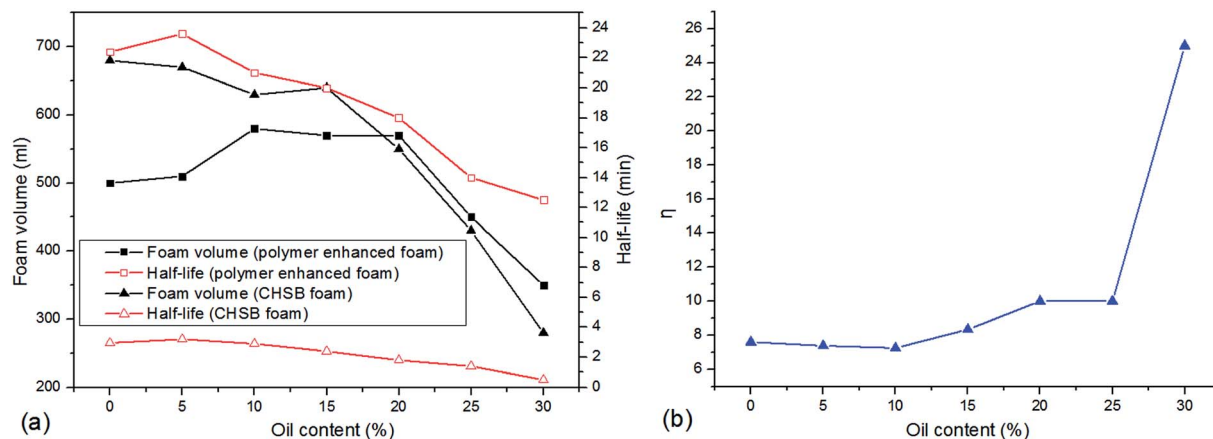 700
600
500
400
300
200
Foam volume (ml)
24
22
20
18
16
14
12
10
8
6
4
2
0
Half-life (min)
Foam volume (polymer enhanced foam)
Half-life (polymer enhanced foam)
Foam volume (CHSB foam)
Half-life (CHSB foam)
0 5 10 15 20 25 30
Oil content (%)
(a)
26
24
22
20
18
16
14
12
10
8
6
η
0 5 10 15 20 25 30
Oil content (%)
(b)